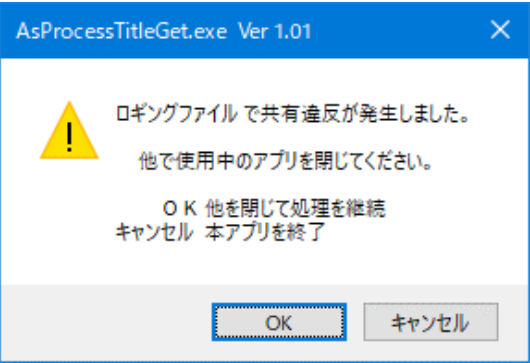 AsProcessTitleGet.exe Ver 1.01
ロギングファイル で共有違反が発生しました。
他で使用中のアプリを閉じてください。
ＯＫ 他を閉じて処理を継続
キャンセル 本アプリを終了
OK
キャンセル